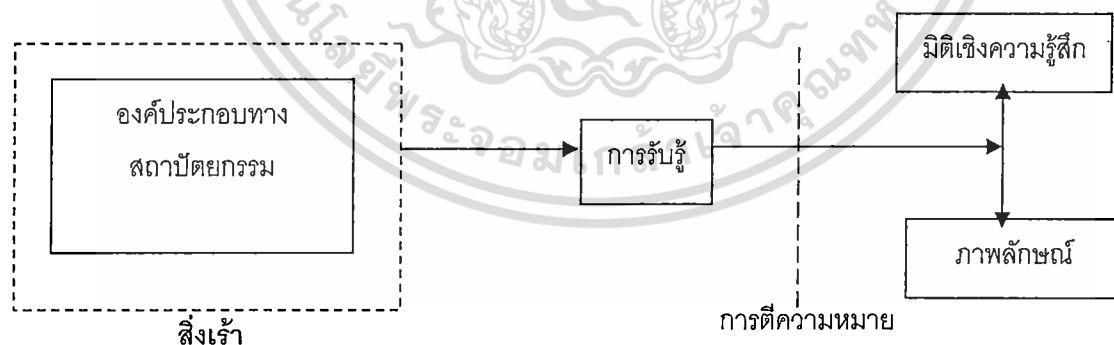 องค์ประกอบทาง
สถาปัตยกรรม
สิ่งเร้า
การรับรู้
การตีความหมาย
มิติเชิงความรู้สึก
ภาพลักษณ์